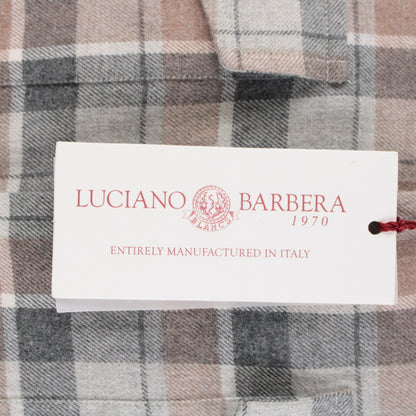 LUCIANO BARBERA
1970
ENTIRELY MANUFACTURED IN ITALY